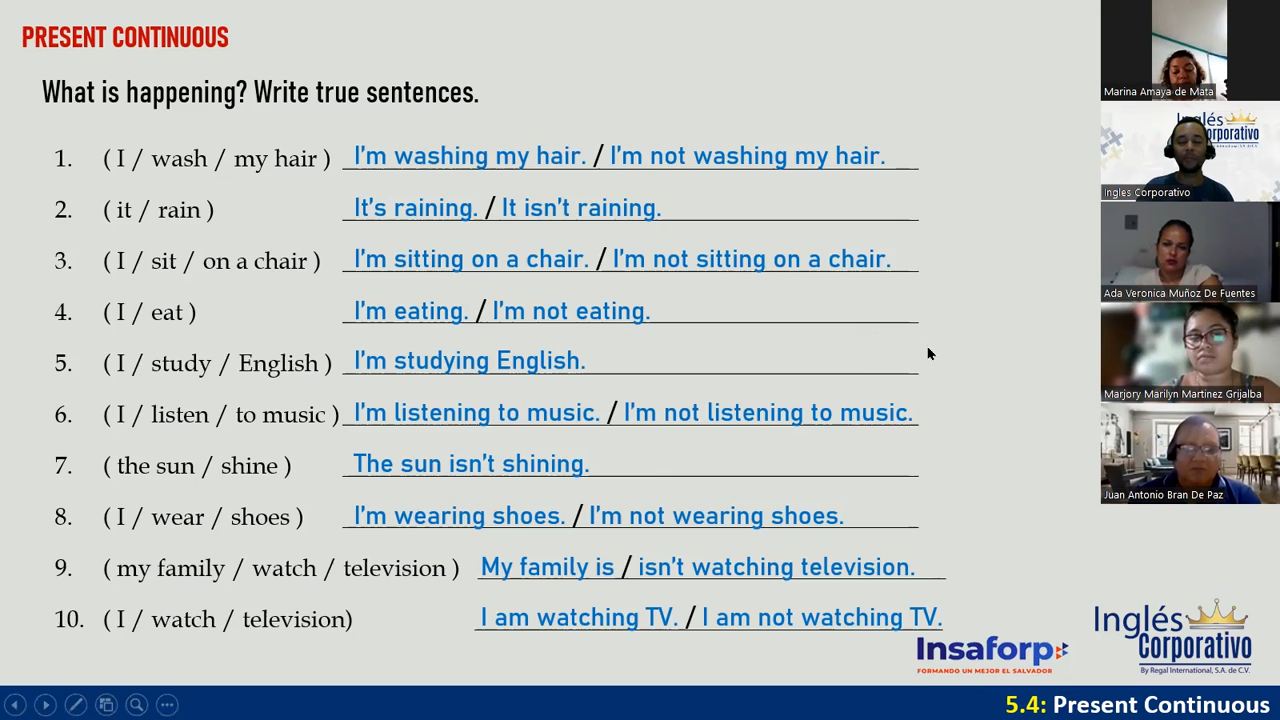 PRESENT CONTINUOUS
What is happening? Write true sentences.
1. ( I / wash / my hair ) I'm washing my hair. / I'm not washing my hair.
2. ( it / rain ) It's raining. / It isn't raining.
3. ( I / sit / on a chair ) I'm sitting on a chair. / I'm not sitting on a chair.
4. ( I / eat ) I'm eating. / I'm not eating.
5. ( I / study / English ) I'm studying English.
6. ( I / listen / to music ) I'm listening to music. / I'm not listening to music.
7. ( the sun / shine ) The sun isn't shining.
8. ( I / wear / shoes ) I'm wearing shoes. / I'm not wearing shoes.
9. ( my family / watch / television ) My family is / isn't watching television.
10. ( I / watch / television) I am watching TV. / I am not watching TV.
Insaforp
FORMANDO UN MEJOR EL SALVADOR
Inglés
Corporativo
By Regal International, S.A. de C.V.
5.4: Present Continuous
Marina Amaya de Mata
Inglés
orporativo
Ingles Corporativo
Ada Veronica Muñoz De Fuentes
Marjory Marilyn Martinez Grijalba
Juan Antonio Bran De Paz